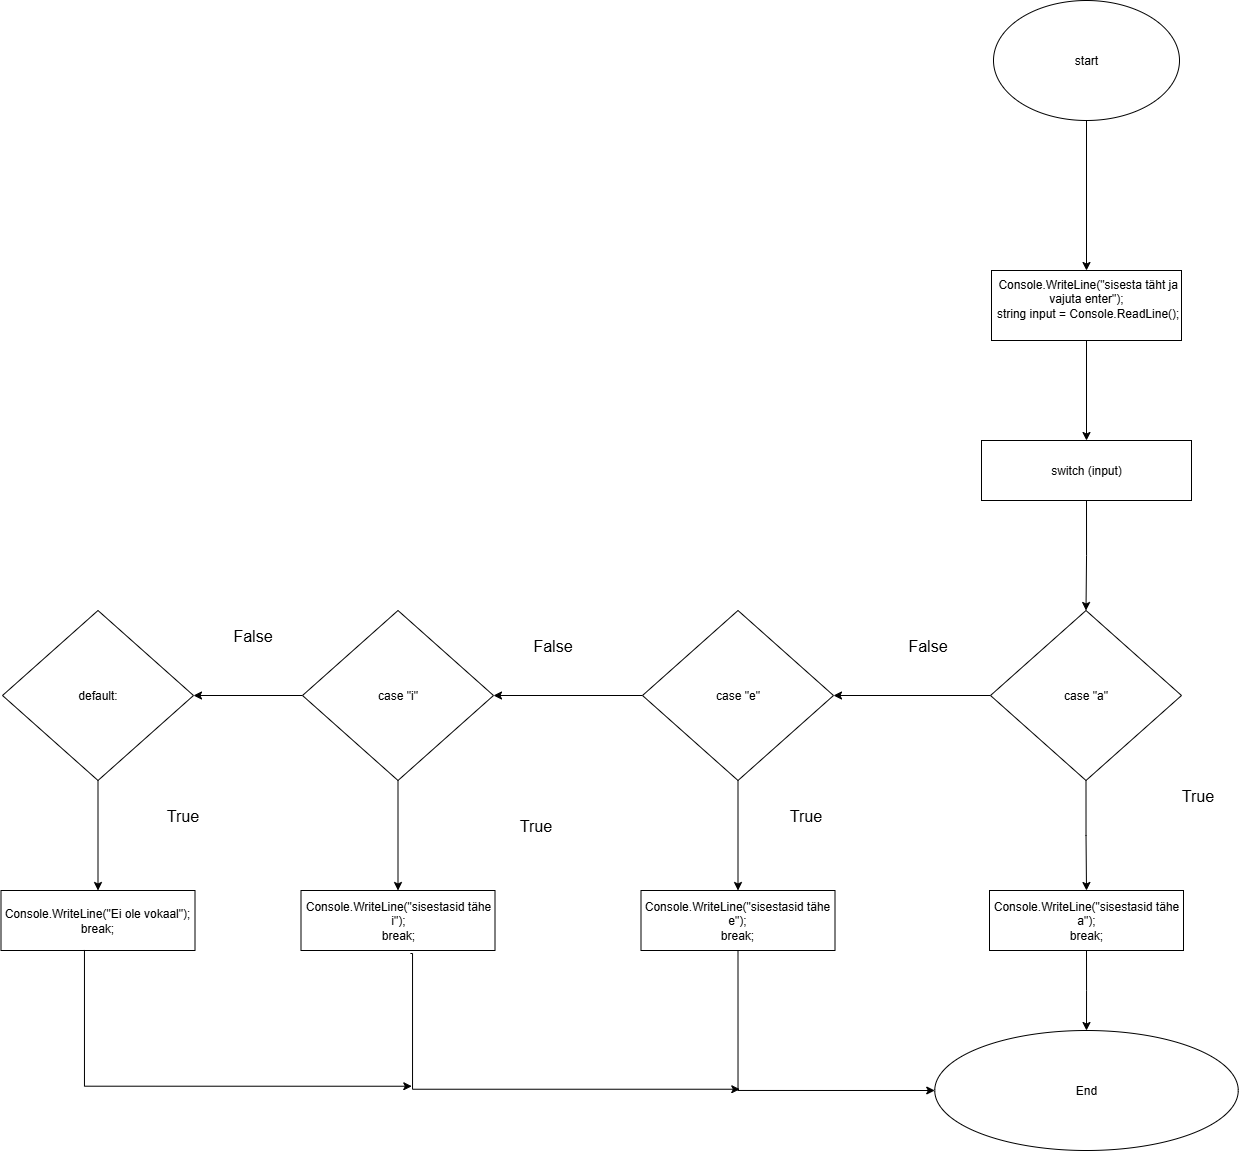 start
Console.WriteLine("sisesta täht ja
vajuta enter");
string input = Console.ReadLine();
switch (input)
False
False
False
default:
case "i"
case "e"
case "a"
True
True
True
True
Console.WriteLine("Ei ole vokaal");
break;
Console.WriteLine("sisestasid tähe
i");
break;
Console.WriteLine("sisestasid tähe
e");
break;
Console.WriteLine("sisestasid tähe
a");
break;
End